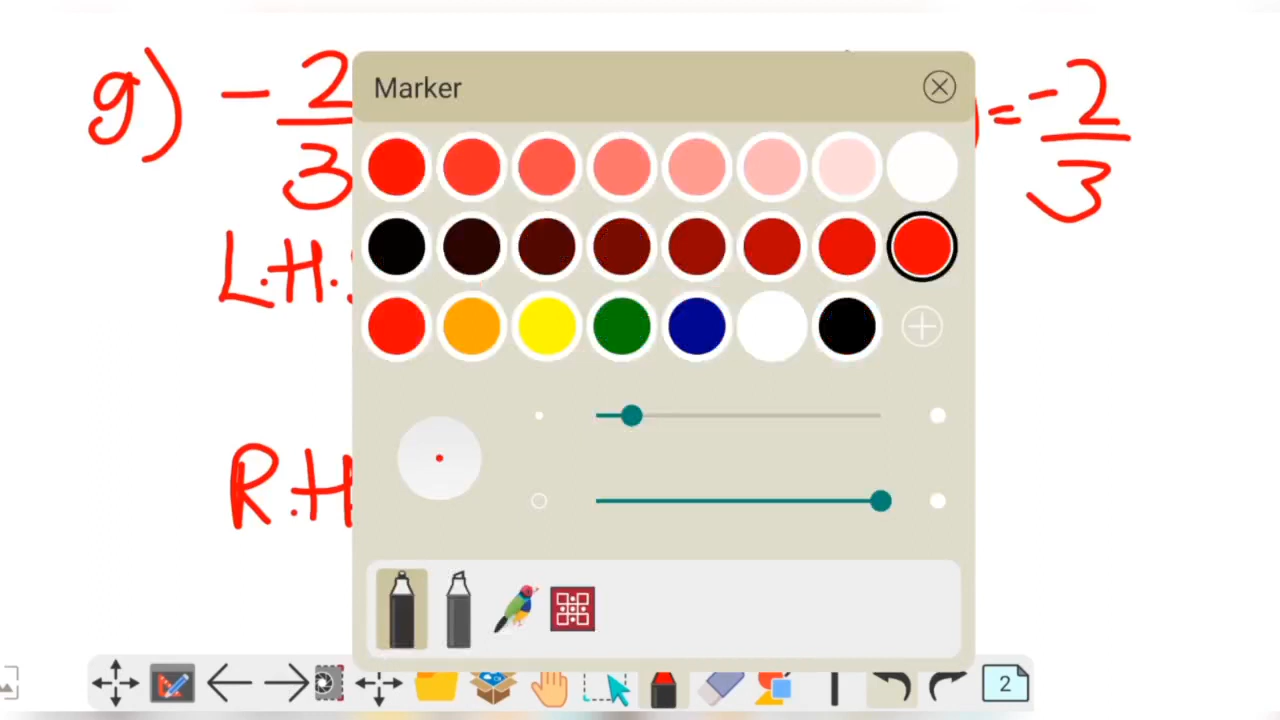 g) -2/3 = -2/3
Marker
L.H.
R.H
2